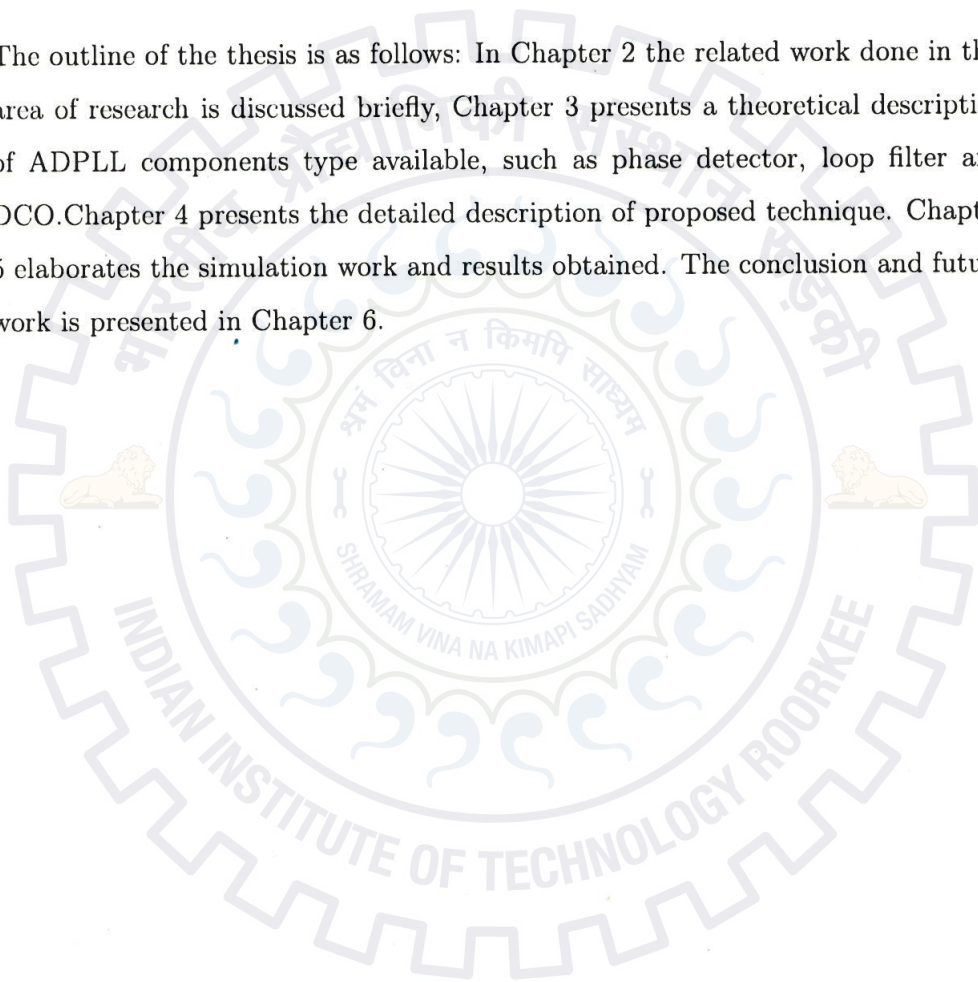 The outline of the thesis is as follows: In Chapter 2 the related work done in th
area of research is discussed briefly, Chapter 3 presents a theoretical descripti
of ADPLL components type available, such as phase detector, loop filter a
DCO.Chapter 4 presents the detailed description of proposed technique. Chapt
5 elaborates the simulation work and results obtained. The conclusion and futu
work is presented in Chapter 6.
भारतीय प्रौद्योगिकी संस्थान रुड़की
श्रमं विना न किमपि साध्यम्
SHRAMAM VINA NA KIMAPI SADHYAM
INDIAN INSTITUTE OF TECHNOLOGY ROORKEE